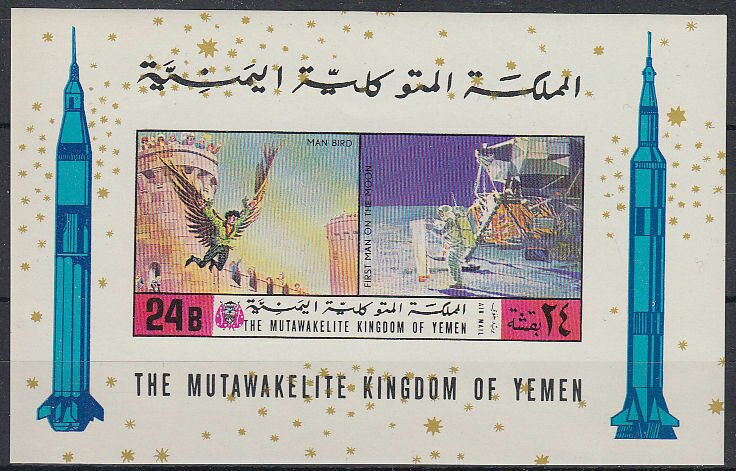 المملكة المتوكلية اليمنية
MAN BIRD
FIRST MAN ON THE MOON
24B
المملكة المتوكلية اليمنية
THE MUTAWAKELITE KINGDOM OF YEMEN
AIR MAIL
٢٤ بقشة
THE MUTAWAKELITE KINGDOM OF YEMEN